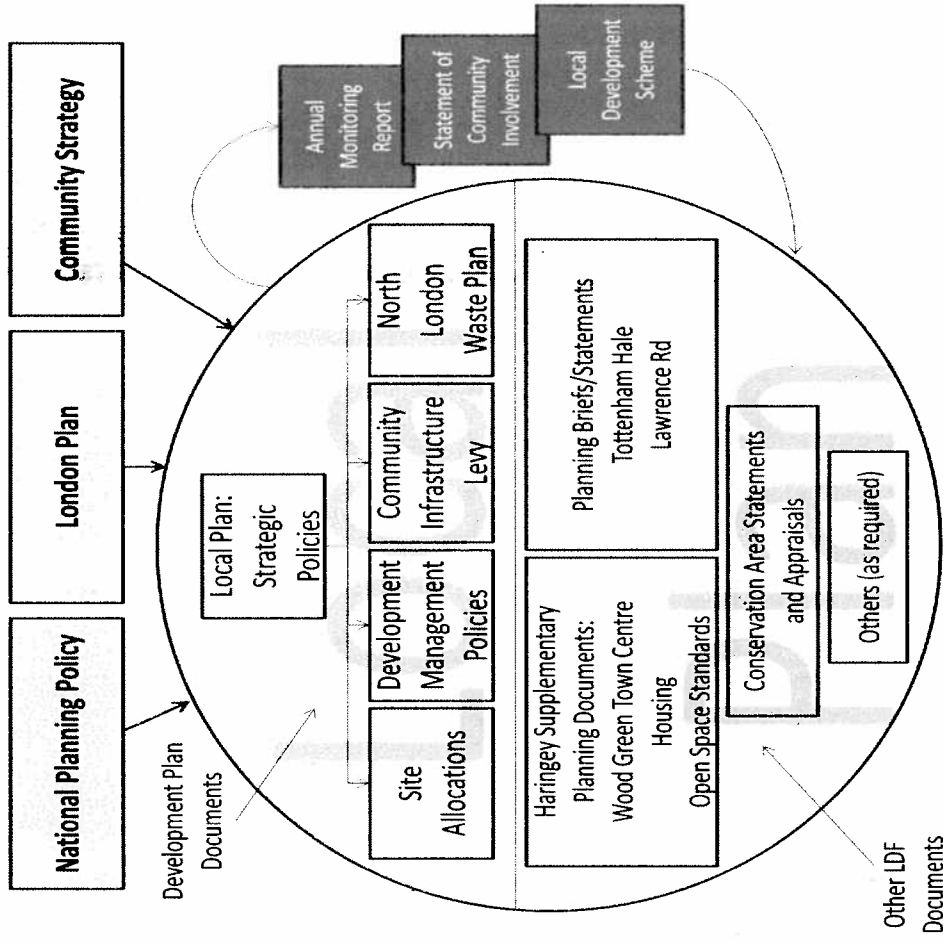 National Planning Policy
London Plan
Community Strategy
Development Plan
Documents
Local Plan:
Strategic
Policies
Site
Allocations
Development
Management
Policies
Community
Infrastructure
Levy
North
London
Waste Plan
Annual
Monitoring
Report
Statement of
Community
Involvement
Local
Development
Scheme
Haringey Supplementary
Planning Documents:
Wood Green Town Centre
Housing
Open Space Standards
Planning Briefs/Statements
Tottenham Hale
Lawrence Rd
Conservation Area Statements
and Appraisals
Others (as required)
Other LDF
Documents